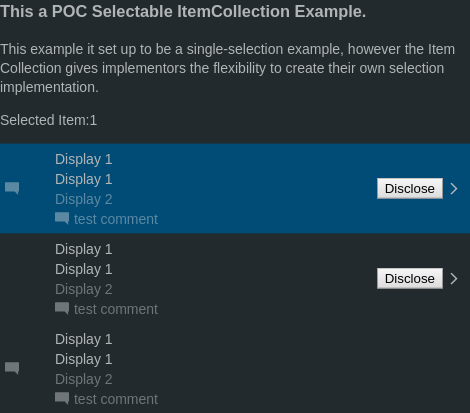 This a POC Selectable ItemCollection Example.
This example it set up to be a single-selection example, however the Item
Collection gives implementors the flexibility to create their own selection
implementation.
Selected Item:1
Display 1
Display 1
Display 2
test comment
Disclose
Display 1
Display 1
Display 2
test comment
Disclose
Display 1
Display 1
Display 2
test comment